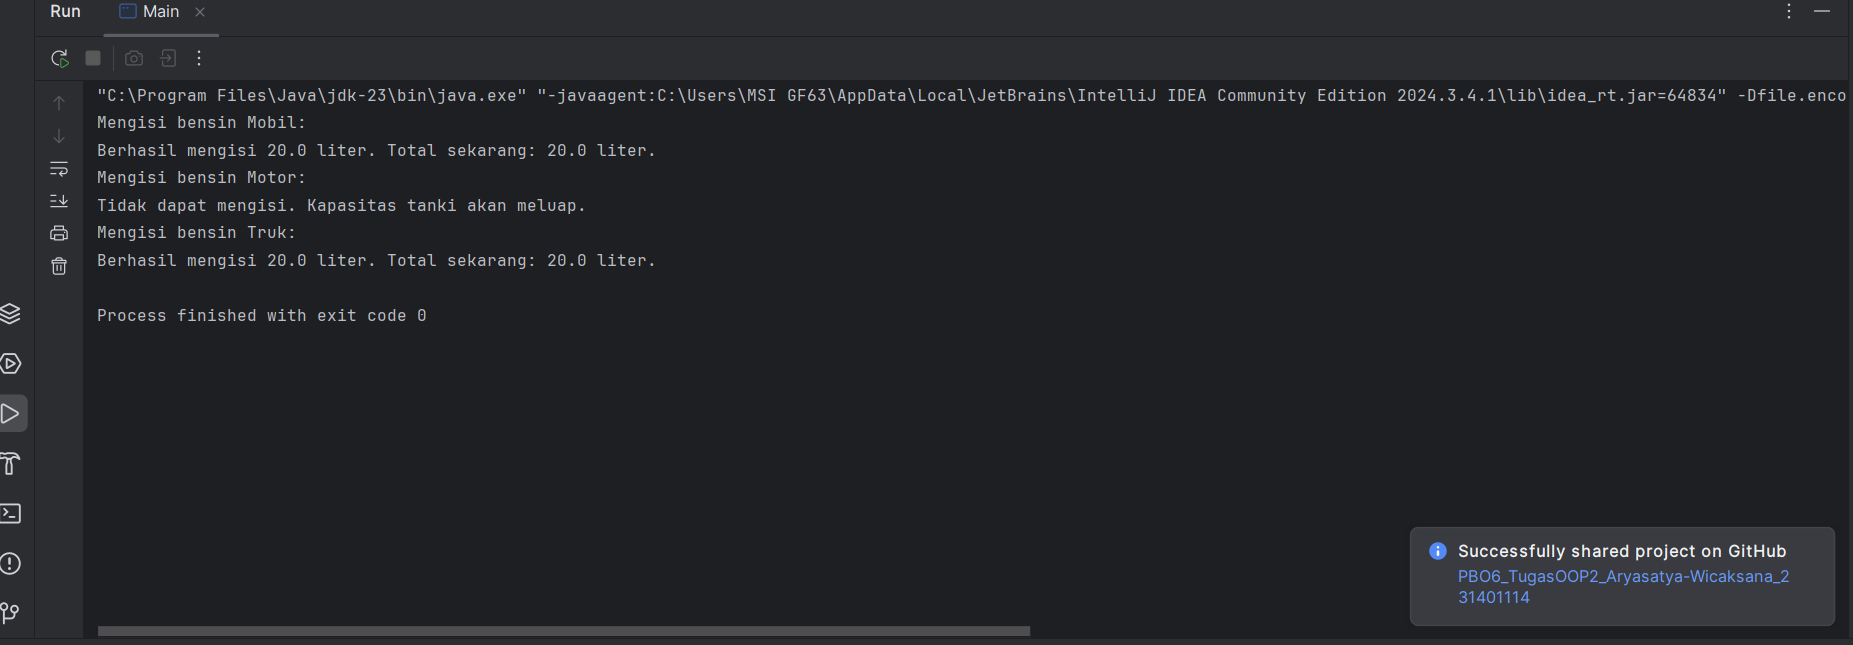 Run
Main
"C:\Program Files\Java\jdk-23\bin\java.exe" "-javaagent:C:\Users\MSI GF63\AppData\Local\JetBrains\IntelliJ IDEA Community Edition 2024.3.4.1\lib\idea_rt.jar=64834" -Dfile.enco
Mengisi bensin Mobil:
Berhasil mengisi 20.0 liter. Total sekarang: 20.0 liter.
Mengisi bensin Motor:
Tidak dapat mengisi. Kapasitas tanki akan meluap.
Mengisi bensin Truk:
Berhasil mengisi 20.0 liter. Total sekarang: 20.0 liter.
Process finished with exit code 0
Successfully shared project on GitHub
PBO6_TugasOOP2_Aryasatya-Wicaksana_2
31401114